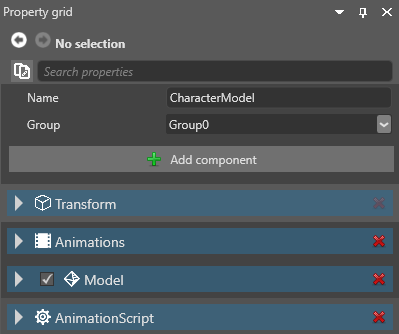 Property grid
No selection
Search properties
Name CharacterModel
Group Group0
Add component
Transform
Animations
Model
AnimationScript